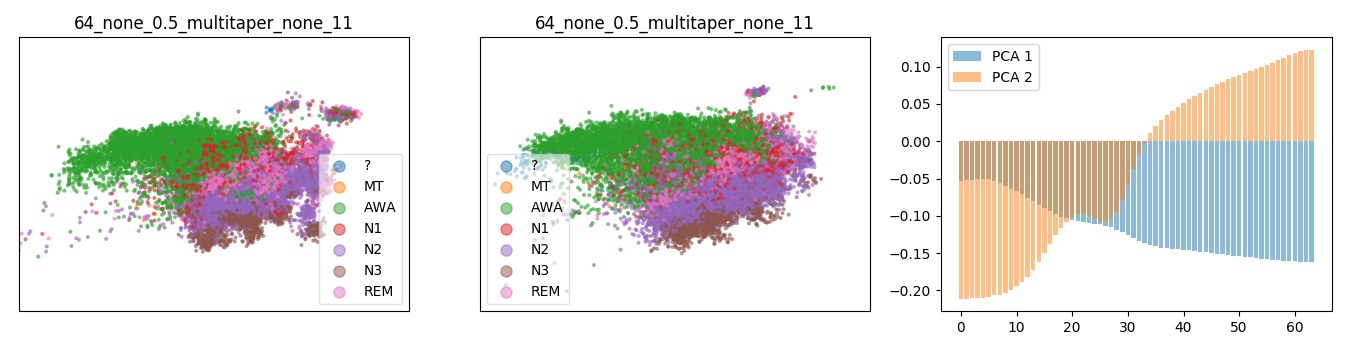 64_none_0.5_multitaper_none_11
?
MT
AWA
N1
N2
N3
REM
64_none_0.5_multitaper_none_11
?
MT
AWA
N1
N2
N3
REM
PCA 1
PCA 2
0.10
0.05
0.00
−0.05
−0.10
−0.15
−0.20
0 10 20 30 40 50 60